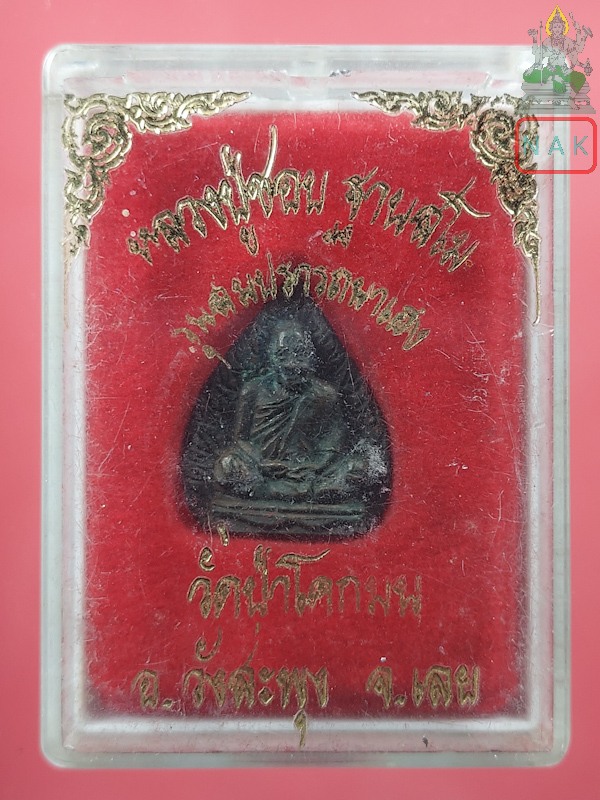 NAK
หลวงปู่ชอบ ฐานสโม
รุ่นสมปรารถนาเฮง
วัดป่าโคกมน
อ.วังสะพุง จ.เลย